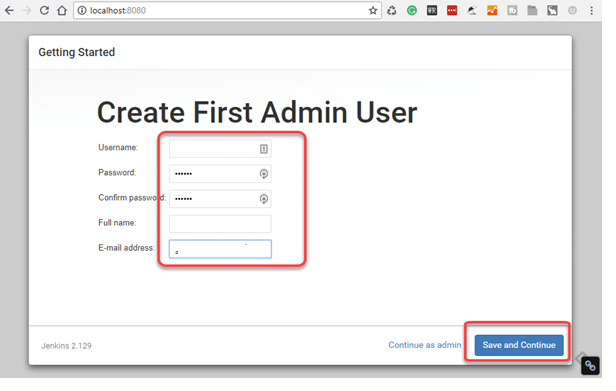 localhost:8080
Getting Started
Create First Admin User
Username:
Password:
••••••
Confirm password:
••••••
Full name:
E-mail address:
Jenkins 2.129
Continue as admin
Save and Continue